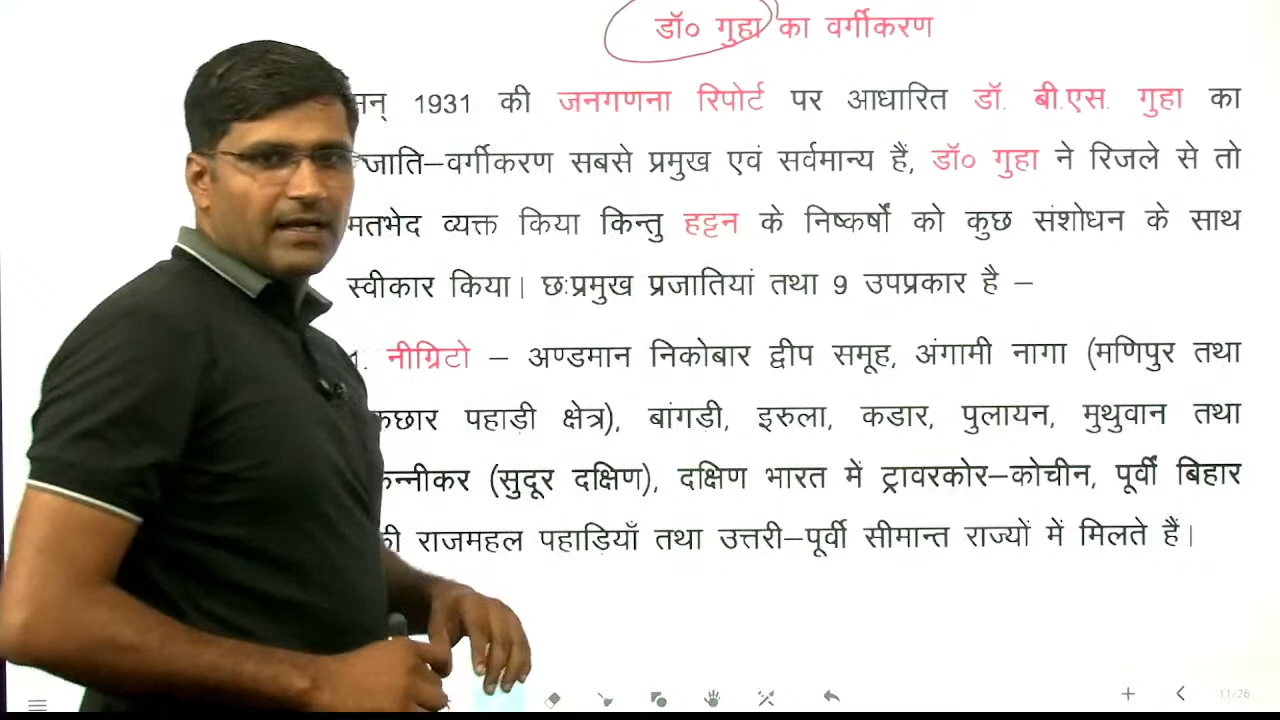 डॉ० गुहा का वर्गीकरण
सन् 1931 की जनगणना रिपोर्ट पर आधारित डॉ. बी.एस. गुहा का
जाति–वर्गीकरण सबसे प्रमुख एवं सर्वमान्य हैं, डॉ० गुहा ने रिजले से तो
मतभेद व्यक्त किया किन्तु हट्टन के निष्कर्षों को कुछ संशोधन के साथ
स्वीकार किया। छःप्रमुख प्रजातियां तथा 9 उपप्रकार है –
1. नीग्रिटो – अण्डमान निकोबार द्वीप समूह, अंगामी नागा (मणिपुर तथा
कछार पहाड़ी क्षेत्र), बांगडी, इरुला, कडार, पुलायन, मुथुवान तथा
कन्नीकर (सुदूर दक्षिण), दक्षिण भारत में ट्रावरकोर–कोचीन, पूर्वी बिहार
की राजमहल पहाड़ियाँ तथा उत्तरी–पूर्वी सीमान्त राज्यों में मिलते हैं।
11/26